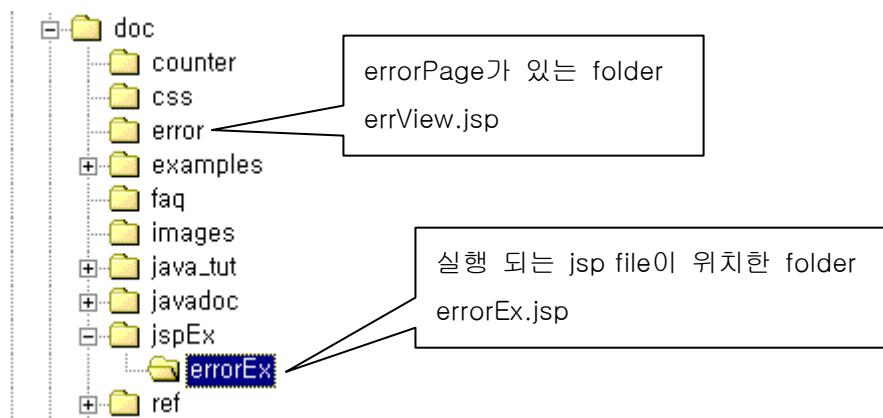 doc
counter
css
error
examples
faq
images
java_tut
javadoc
jspEx
errorEx
ref
errorPage가 있는 folder
errView.jsp
실행 되는 jsp file이 위치한 folder
errorEx.jsp